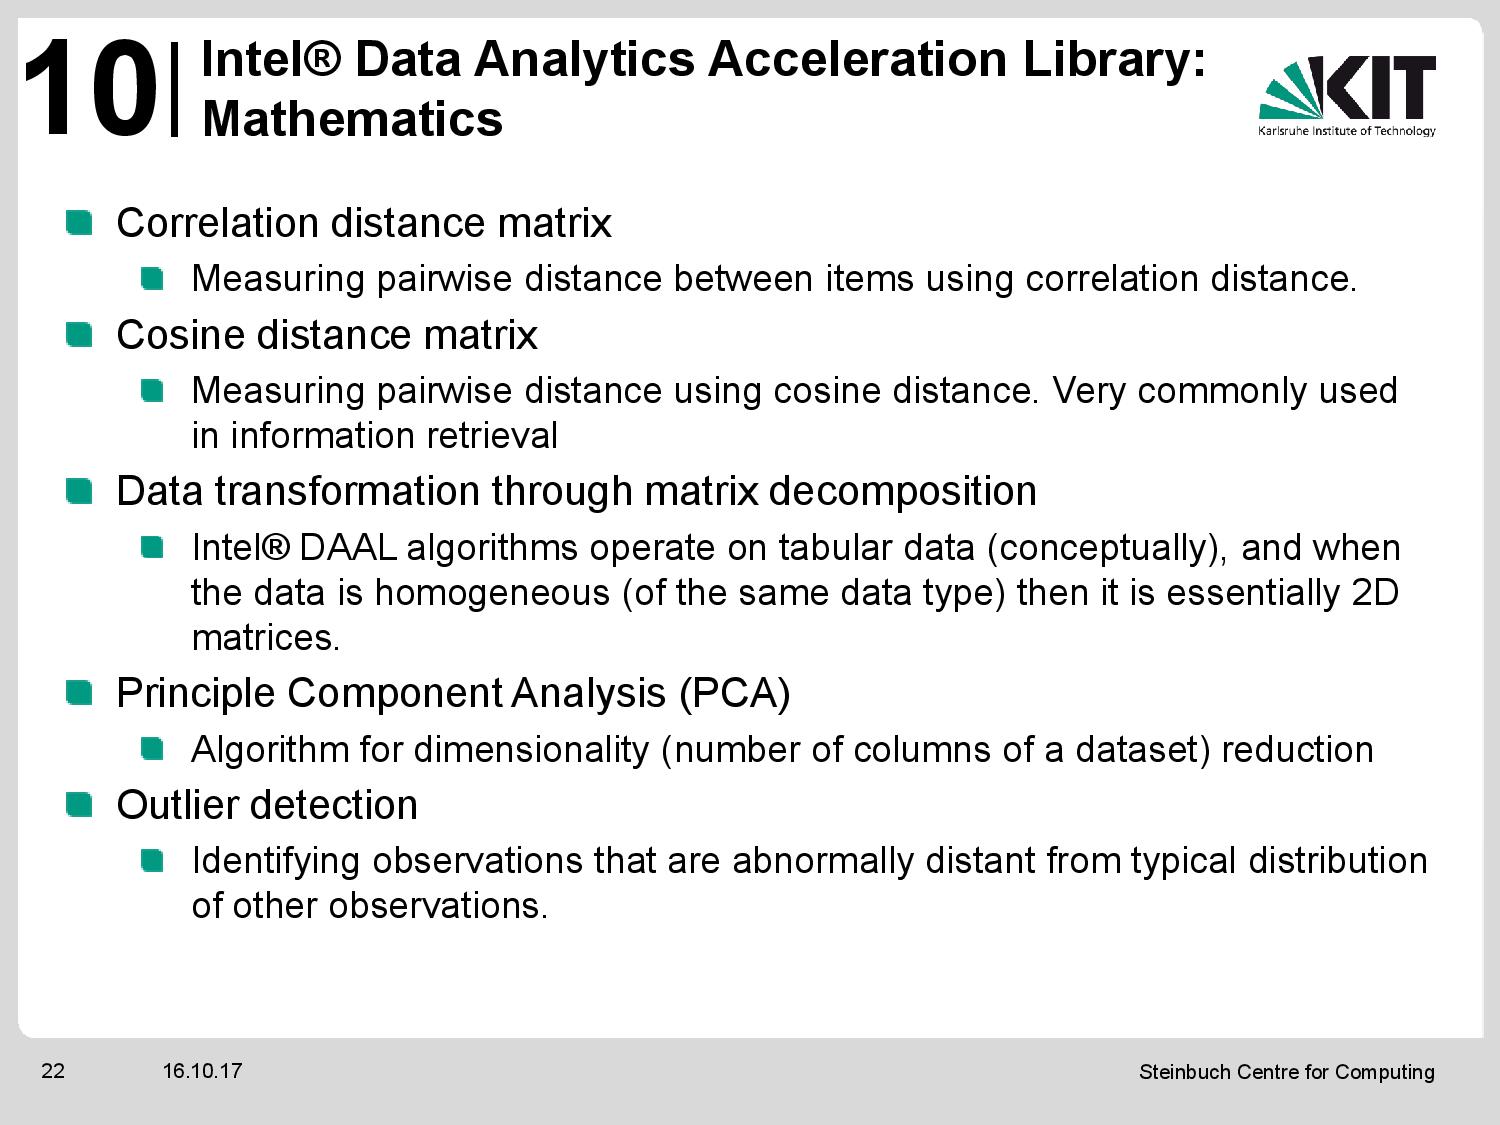 10
Intel® Data Analytics Acceleration Library:
Mathematics
KIT
Karlsruhe Institute of Technology
Correlation distance matrix
Measuring pairwise distance between items using correlation distance.
Cosine distance matrix
Measuring pairwise distance using cosine distance. Very commonly used
in information retrieval
Data transformation through matrix decomposition
Intel® DAAL algorithms operate on tabular data (conceptually), and when
the data is homogeneous (of the same data type) then it is essentially 2D
matrices.
Principle Component Analysis (PCA)
Algorithm for dimensionality (number of columns of a dataset) reduction
Outlier detection
Identifying observations that are abnormally distant from typical distribution
of other observations.
22 16.10.17 Steinbuch Centre for Computing